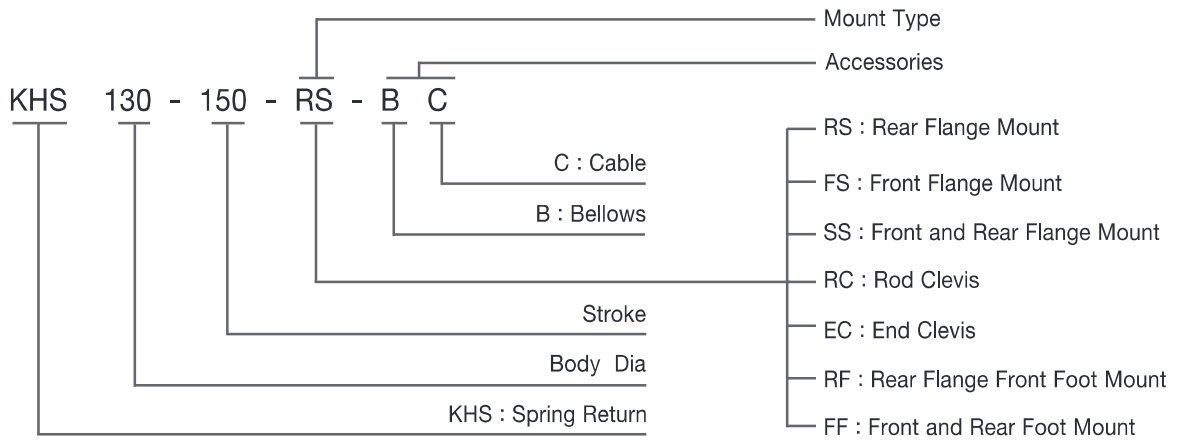 Mount Type
Accessories
KHS 130 - 150 - RS - B C
C : Cable
B : Bellows
Stroke
Body Dia
KHS : Spring Return
RS : Rear Flange Mount
FS : Front Flange Mount
SS : Front and Rear Flange Mount
RC : Rod Clevis
EC : End Clevis
RF : Rear Flange Front Foot Mount
FF : Front and Rear Foot Mount